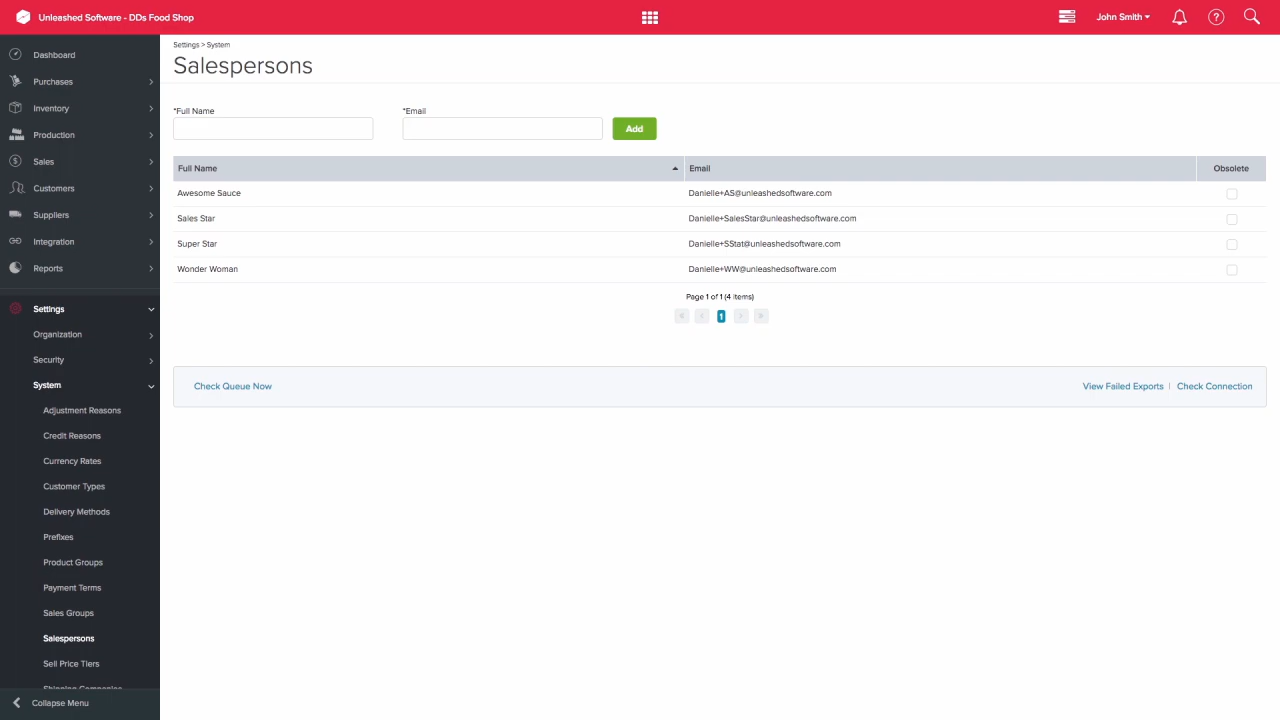 Unleashed Software - DDs Food Shop
John Smith
?
Dashboard
Purchases
Inventory
Production
Sales
Customers
Suppliers
Integration
Reports
Settings
Organization
Security
System
Adjustment Reasons
Credit Reasons
Currency Rates
Customer Types
Delivery Methods
Prefixes
Product Groups
Payment Terms
Sales Groups
Salespersons
Sell Price Tiers
Shipping Companies
Collapse Menu
Settings > System
Salespersons
*Full Name
*Email
Add
Full Name Email Obsolete
Awesome Sauce Danielle+AS@unleashedsoftware.com
Sales Star Danielle+SalesStar@unleashedsoftware.com
Super Star Danielle+SStat@unleashedsoftware.com
Wonder Woman Danielle+WW@unleashedsoftware.com
Page 1 of 1 (4 items)
« ‹ 1 › »
Check Queue Now
View Failed Exports | Check Connection